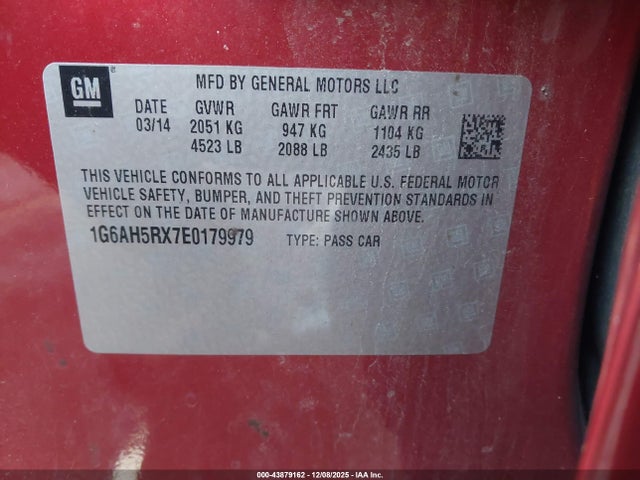 GM
MFD BY GENERAL MOTORS LLC
DATE GVWR GAWR FRT GAWR RR
03/14 2051 KG 947 KG 1104 KG
4523 LB 2088 LB 2435 LB
THIS VEHICLE CONFORMS TO ALL APPLICABLE U.S. FEDERAL MOTOR
VEHICLE SAFETY, BUMPER, AND THEFT PREVENTION STANDARDS IN
EFFECT ON THE DATE OF MANUFACTURE SHOWN ABOVE.
1G6AH5RX7E0179979 TYPE: PASS CAR
000-43879162 - 12/08/2025 - IAA Inc.